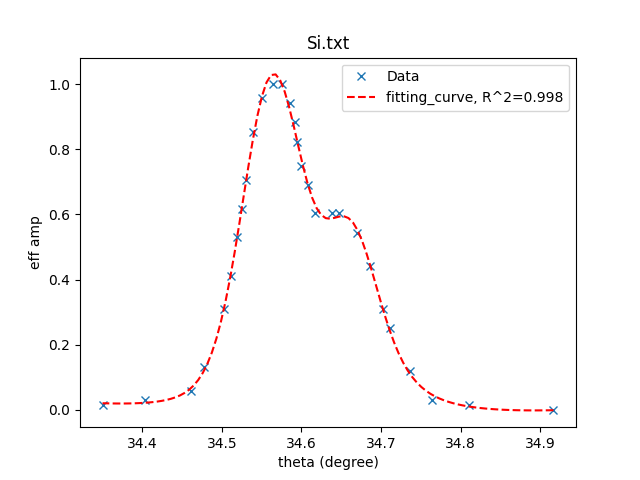 Si.txt
Data
fitting_curve, R^2=0.998
eff amp
1.0
0.8
0.6
0.4
0.2
0.0
34.4 34.5 34.6 34.7 34.8 34.9
theta (degree)